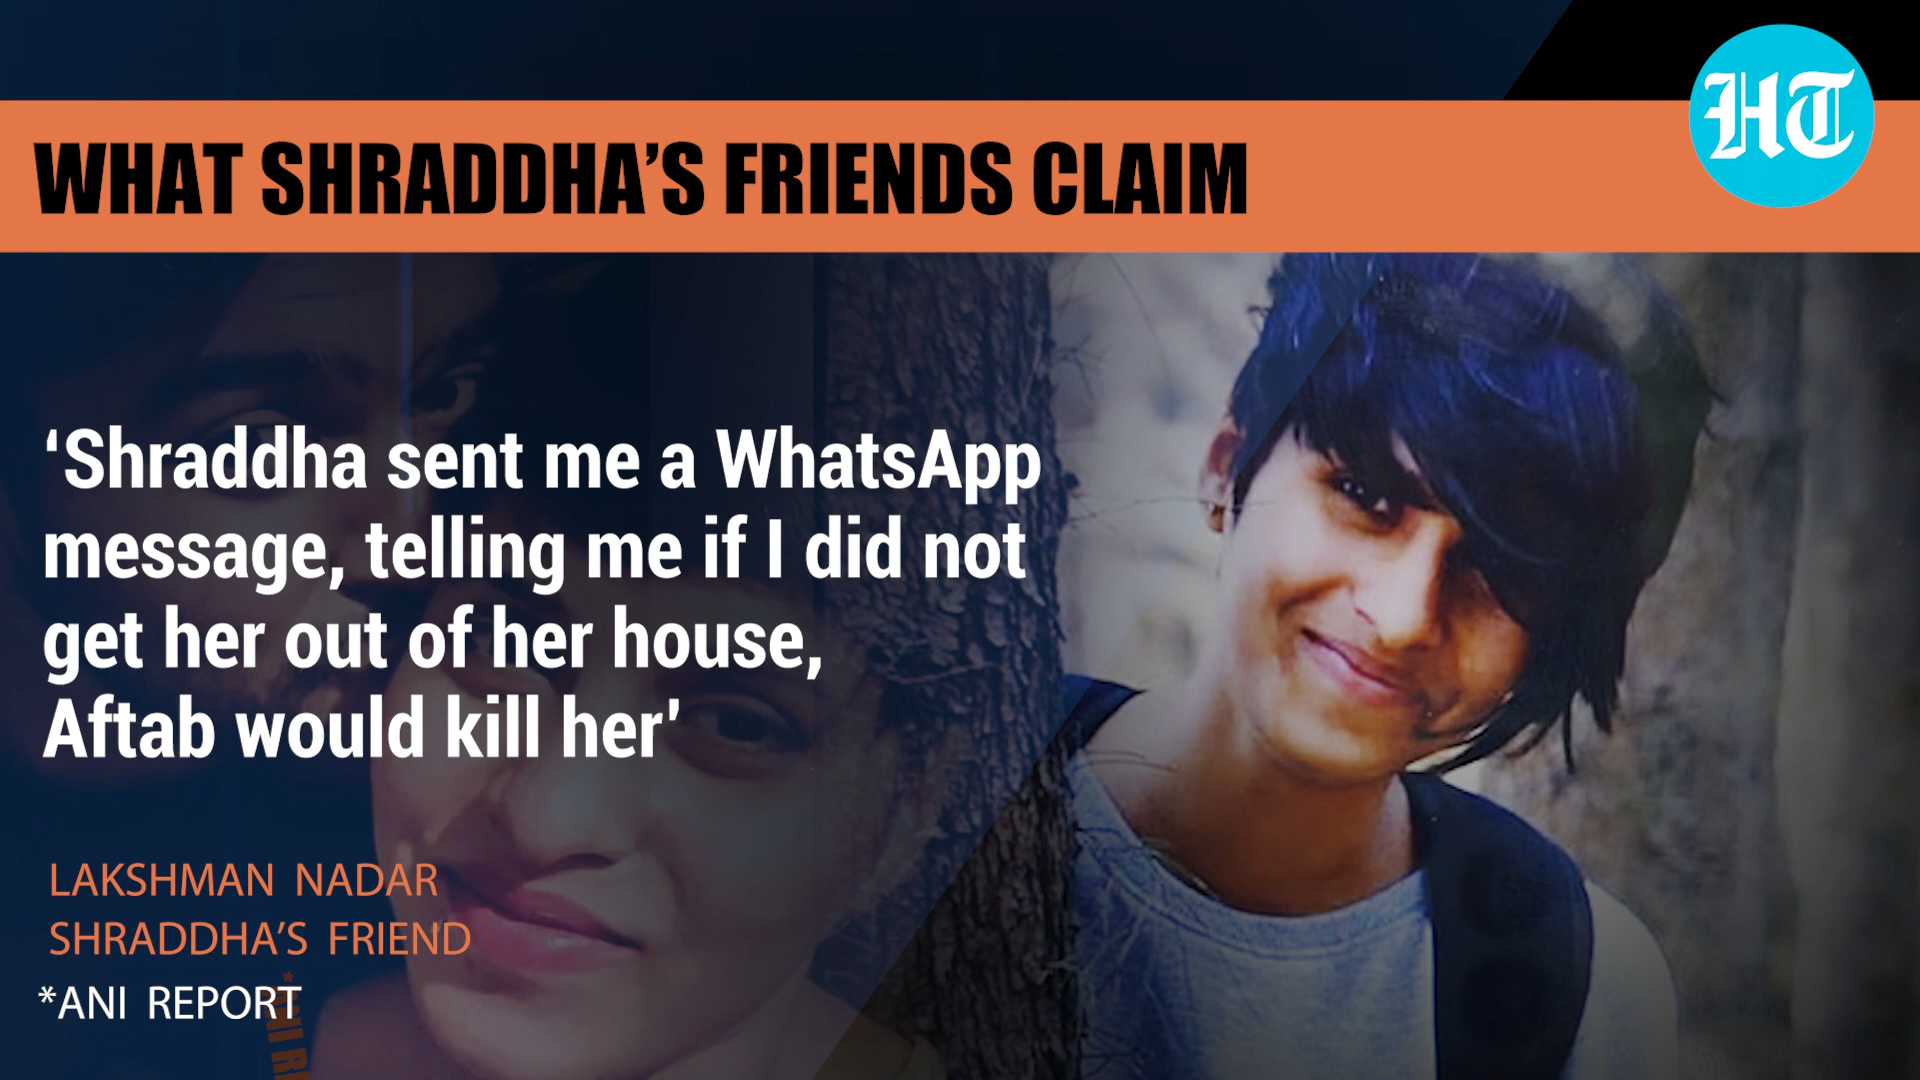 HT
WHAT SHRADDHA’S FRIENDS CLAIM
‘Shraddha sent me a WhatsApp
message, telling me if I did not
get her out of her house,
Aftab would kill her’
LAKSHMAN NADAR
SHRADDHA’S FRIEND
*ANI REPORT